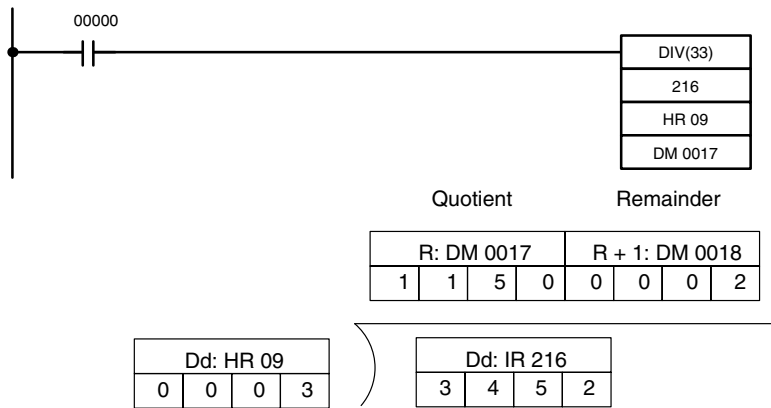 00000
DIV(33)
216
HR 09
DM 0017
Quotient Remainder
R: DM 0017 R + 1: DM 0018
1 1 5 0 0 0 0 2
Dd: HR 09 Dd: IR 216
0 0 0 3 3 4 5 2